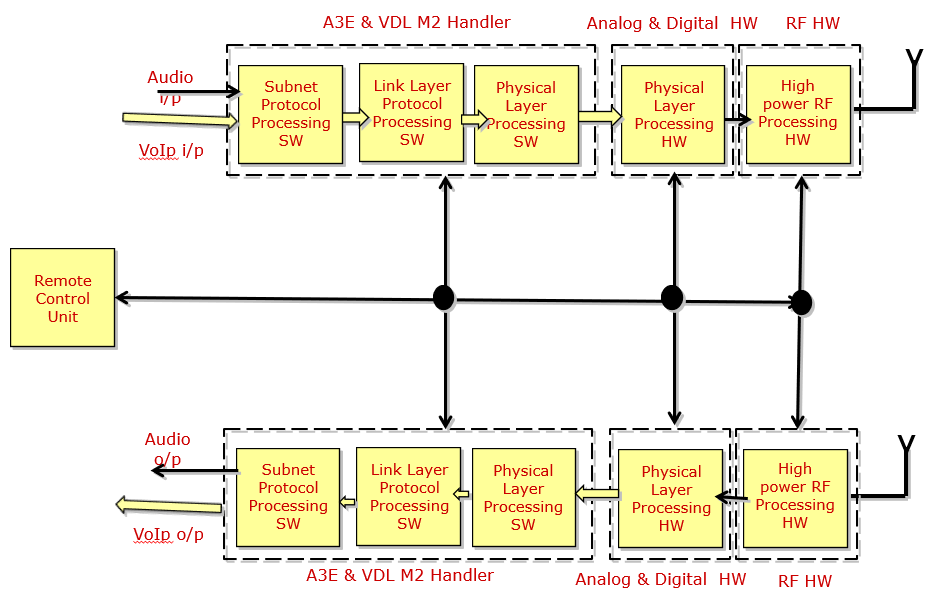 A3E & VDL M2 Handler
Analog & Digital  HW
RF HW
Audio
i/p
VoIp i/p
Subnet
Protocol
Processing
SW
Link Layer
Protocol
Processing
SW
Physical
Layer
Processing
SW
Physical
Layer
Processing
HW
High
power RF
Processing
HW
Remote
Control
Unit
Audio
o/p
VoIp o/p
Subnet
Protocol
Processing
SW
Link Layer
Protocol
Processing
SW
Physical
Layer
Processing
SW
Physical
Layer
Processing
HW
High
power RF
Processing
HW
A3E & VDL M2 Handler
Analog & Digital  HW
RF HW